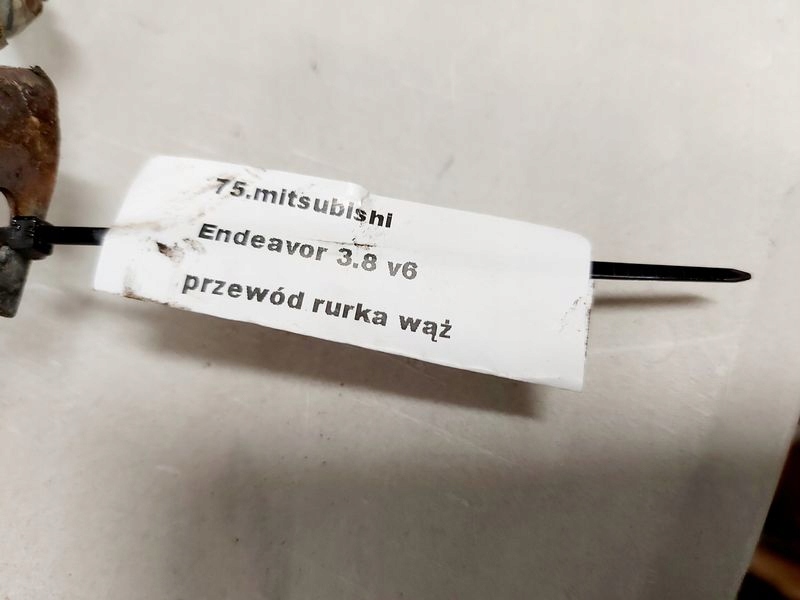 75.mitsubishi
Endeavor 3.8 v6
przewód rurka wąż